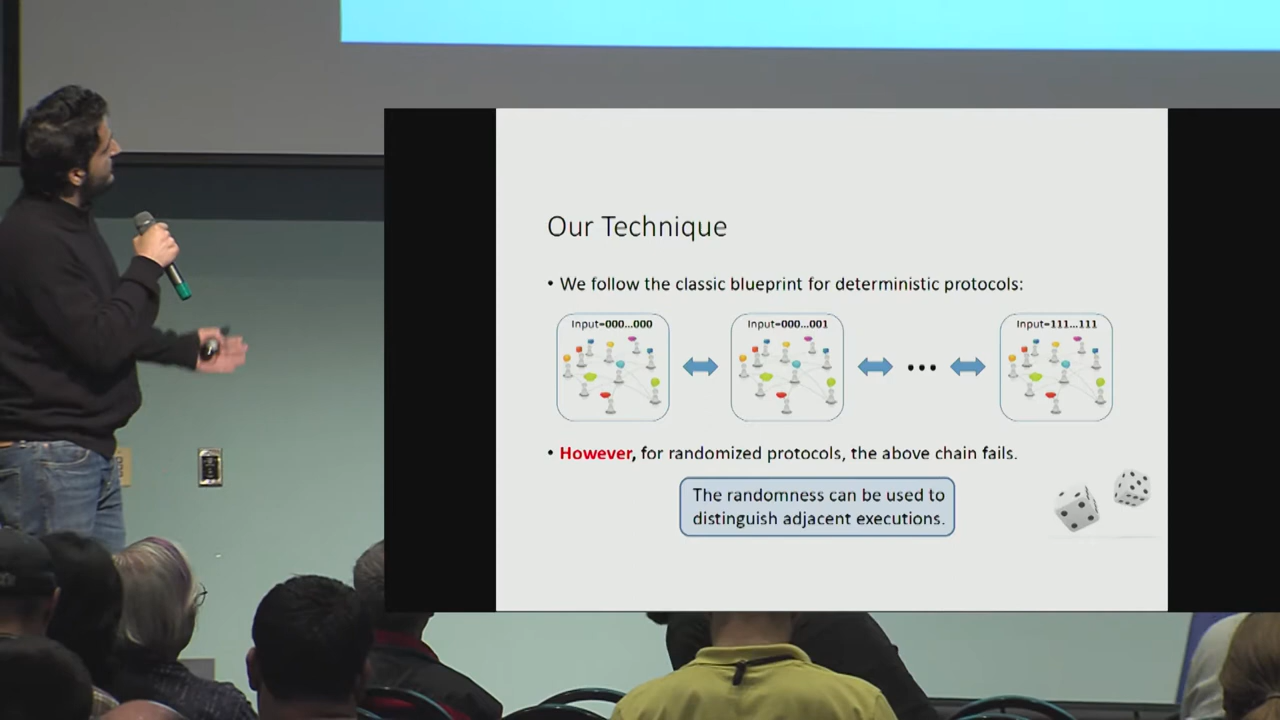 Our Technique
• We follow the classic blueprint for deterministic protocols:
Input=000...000
Input=000...001
Input=111...111
• However, for randomized protocols, the above chain fails.
The randomness can be used to
distinguish adjacent executions.